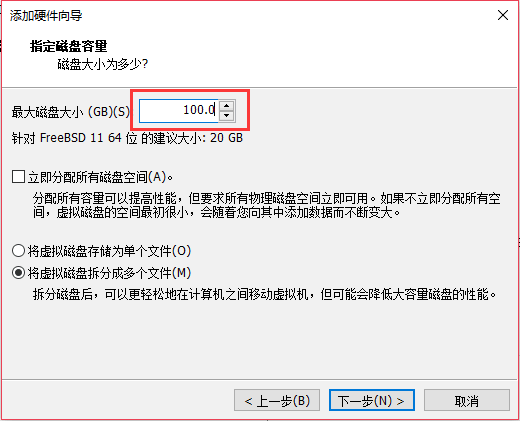 添加硬件向导
指定磁盘容量
磁盘大小为多少?
最大磁盘大小 (GB)(S) 100.0
针对 FreeBSD 11 64 位 的建议大小: 20 GB
立即分配所有磁盘空间(A)。
分配所有容量可以提高性能，但要求所有物理磁盘空间立即可用。如果不立即分配所有空
间，虚拟磁盘的空间最初很小，会随着您向其中添加数据而不断变大。
将虚拟磁盘存储为单个文件(O)
将虚拟磁盘拆分成多个文件(M)
拆分磁盘后，可以更轻松地在计算机之间移动虚拟机，但可能会降低大容量磁盘的性能。
< 上一步(B) 下一步(N) > 取消